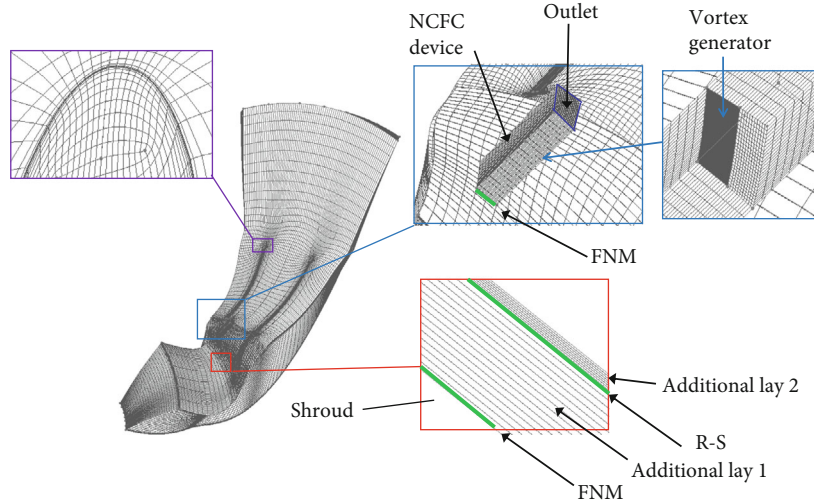 NCFC
device
Outlet
Vortex
generator
FNM
Shroud
Additional lay 2
R-S
Additional lay 1
FNM